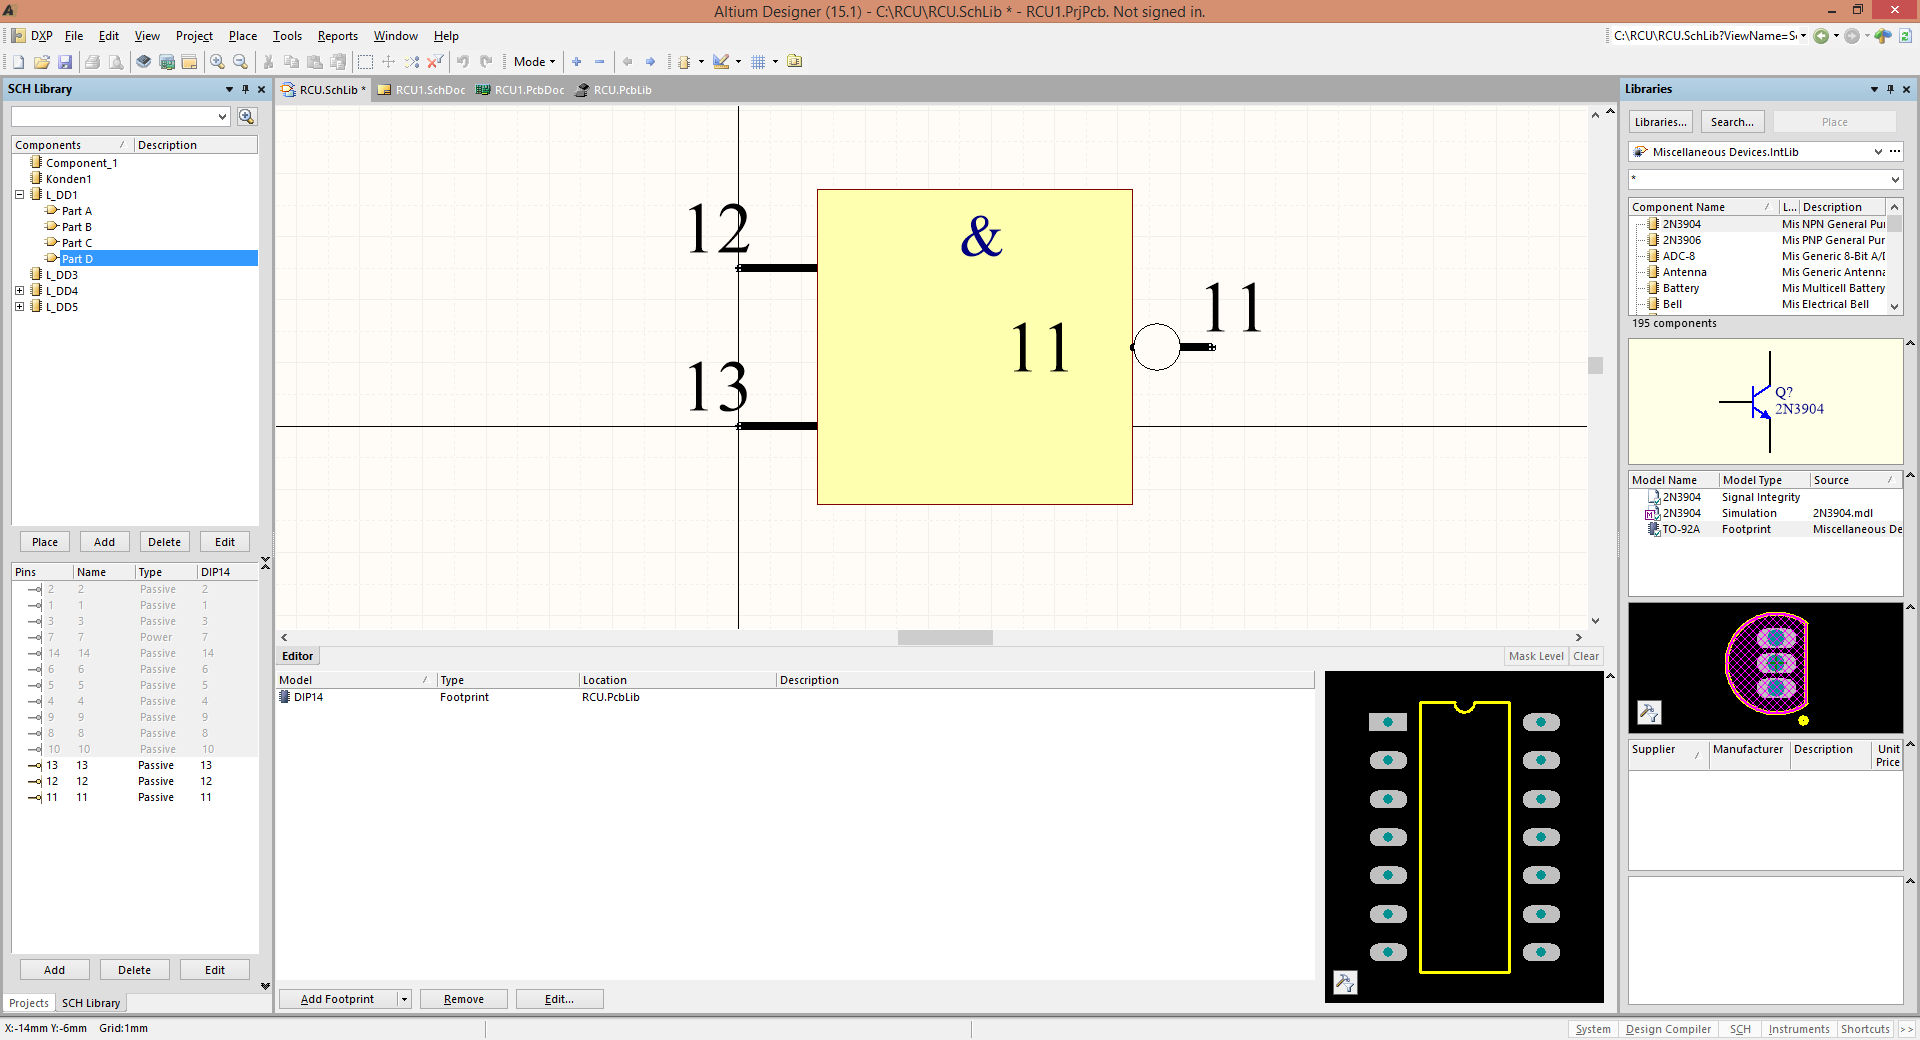 Altium Designer (15.1) - C:\RCU\RCU.SchLib * - RCU1.PrjPcb. Not signed in.
DXP File Edit View Project Place Tools Reports Window Help
C:\RCU\RCU.SchLib?ViewName=S
Mode
SCH Library
Components Description
Component_1
Konden1
L_DD1
Part A
Part B
Part C
Part D
L_DD3
L_DD4
L_DD5
Place Add Delete Edit
Pins Name Type DIP14
2 2 Passive 2
1 1 Passive 1
3 3 Passive 3
7 7 Power 7
14 14 Passive 14
6 6 Passive 6
5 5 Passive 5
4 4 Passive 4
9 9 Passive 9
8 8 Passive 8
10 10 Passive 10
13 13 Passive 13
12 12 Passive 12
11 11 Passive 11
Add Delete Edit
Projects SCH Library
RCU.SchLib * RCU1.SchDoc RCU1.PcbDoc RCU.PcbLib
12
&
11
11
13
Editor
Mask Level Clear
Model Type Location Description
DIP14 Footprint RCU.PcbLib
Add Footprint Remove Edit...
Libraries
Libraries... Search... Place
Miscellaneous Devices.IntLib ...
*
Component Name L... Description
2N3904 Mis NPN General Pur
2N3906 Mis PNP General Pur
ADC-8 Mis Generic 8-Bit A/D
Antenna Mis Generic Antenna
Battery Mis Multicell Battery
Bell Mis Electrical Bell
195 components
Q?
2N3904
Model Name Model Type Source
2N3904 Signal Integrity
2N3904 Simulation 2N3904.mdl
TO-92A Footprint Miscellaneous De
Supplier Manufacturer Description Unit Price
X:-14mm Y:-6mm Grid:1mm
System Design Compiler SCH Instruments Shortcuts >>